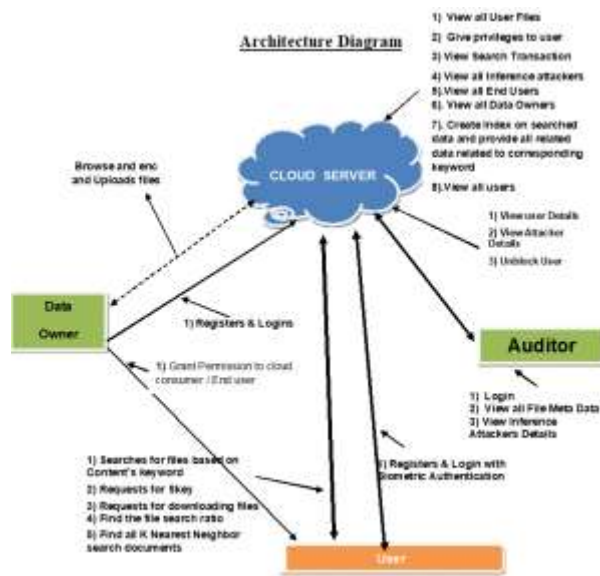 Architecture Diagram
1) View all User Files
2) Give privileges to user
3) View Search Transaction
4) View all Inference attackers
5).View all End Users
6). View all Data Owners
7). Create Index on searched
data and provide all related
data related to corresponding
keyword
8).View all users
CLOUD SERVER
Browse and enc
and Uploads files
1) View user Details
2) View Attacker
Details
3) Unblock User
Data
Owner
1) Registers & Logins
1) Grant Permission to cloud
consumer / End user
Auditor
1) Login
2) View all File Meta Data
3) View Inference
Attackers Details
1) Searches for files based on
Content's keyword
2) Requests for Skey
3) Requests for downloading files
4) Find the file search ratio
5) Find all K Nearest Neighbor
search documents
1) Registers & Login with
Biometric Authentication
User